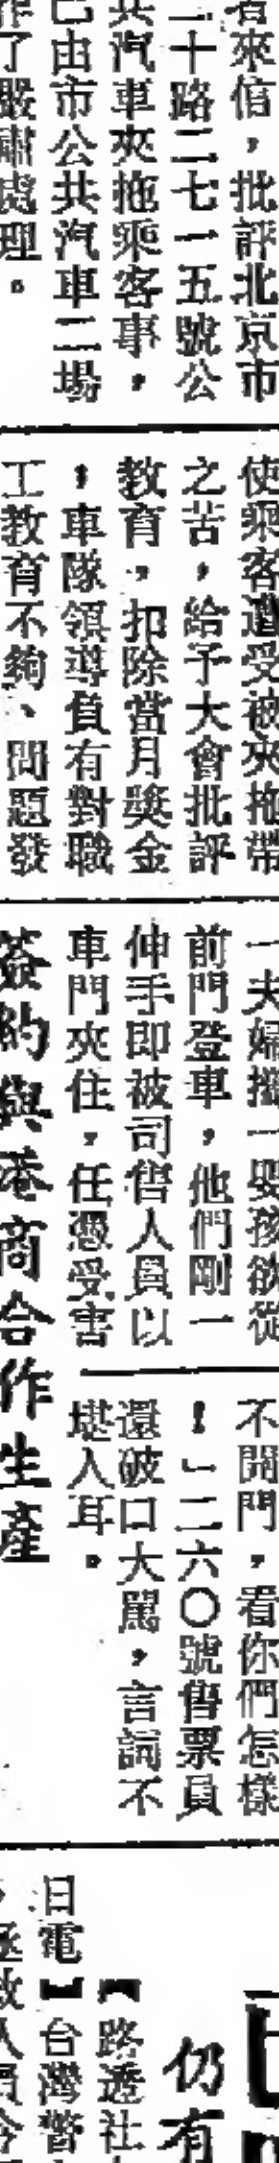 者來信，批評北京市
二十路二七一五號公
共汽車夾拖乘客事，
已由市公共汽車二場
作了嚴肅處理。
使乘客遭受被夾拖帶
之苦，給予大會批評
教育，扣除當月獎金
，車隊領導負有對職
工教育不夠、問題發
一夫婦攜一嬰孩欲從
前門登車，他們剛一
伸手即被司售人員以
車門夾住，任憑受害
不開門，看你們怎樣
！」二六〇號售票員
還破口大罵，言詞不
堪入耳。
簽約與港商合作生產
仍有
【路透社
日電】台灣警